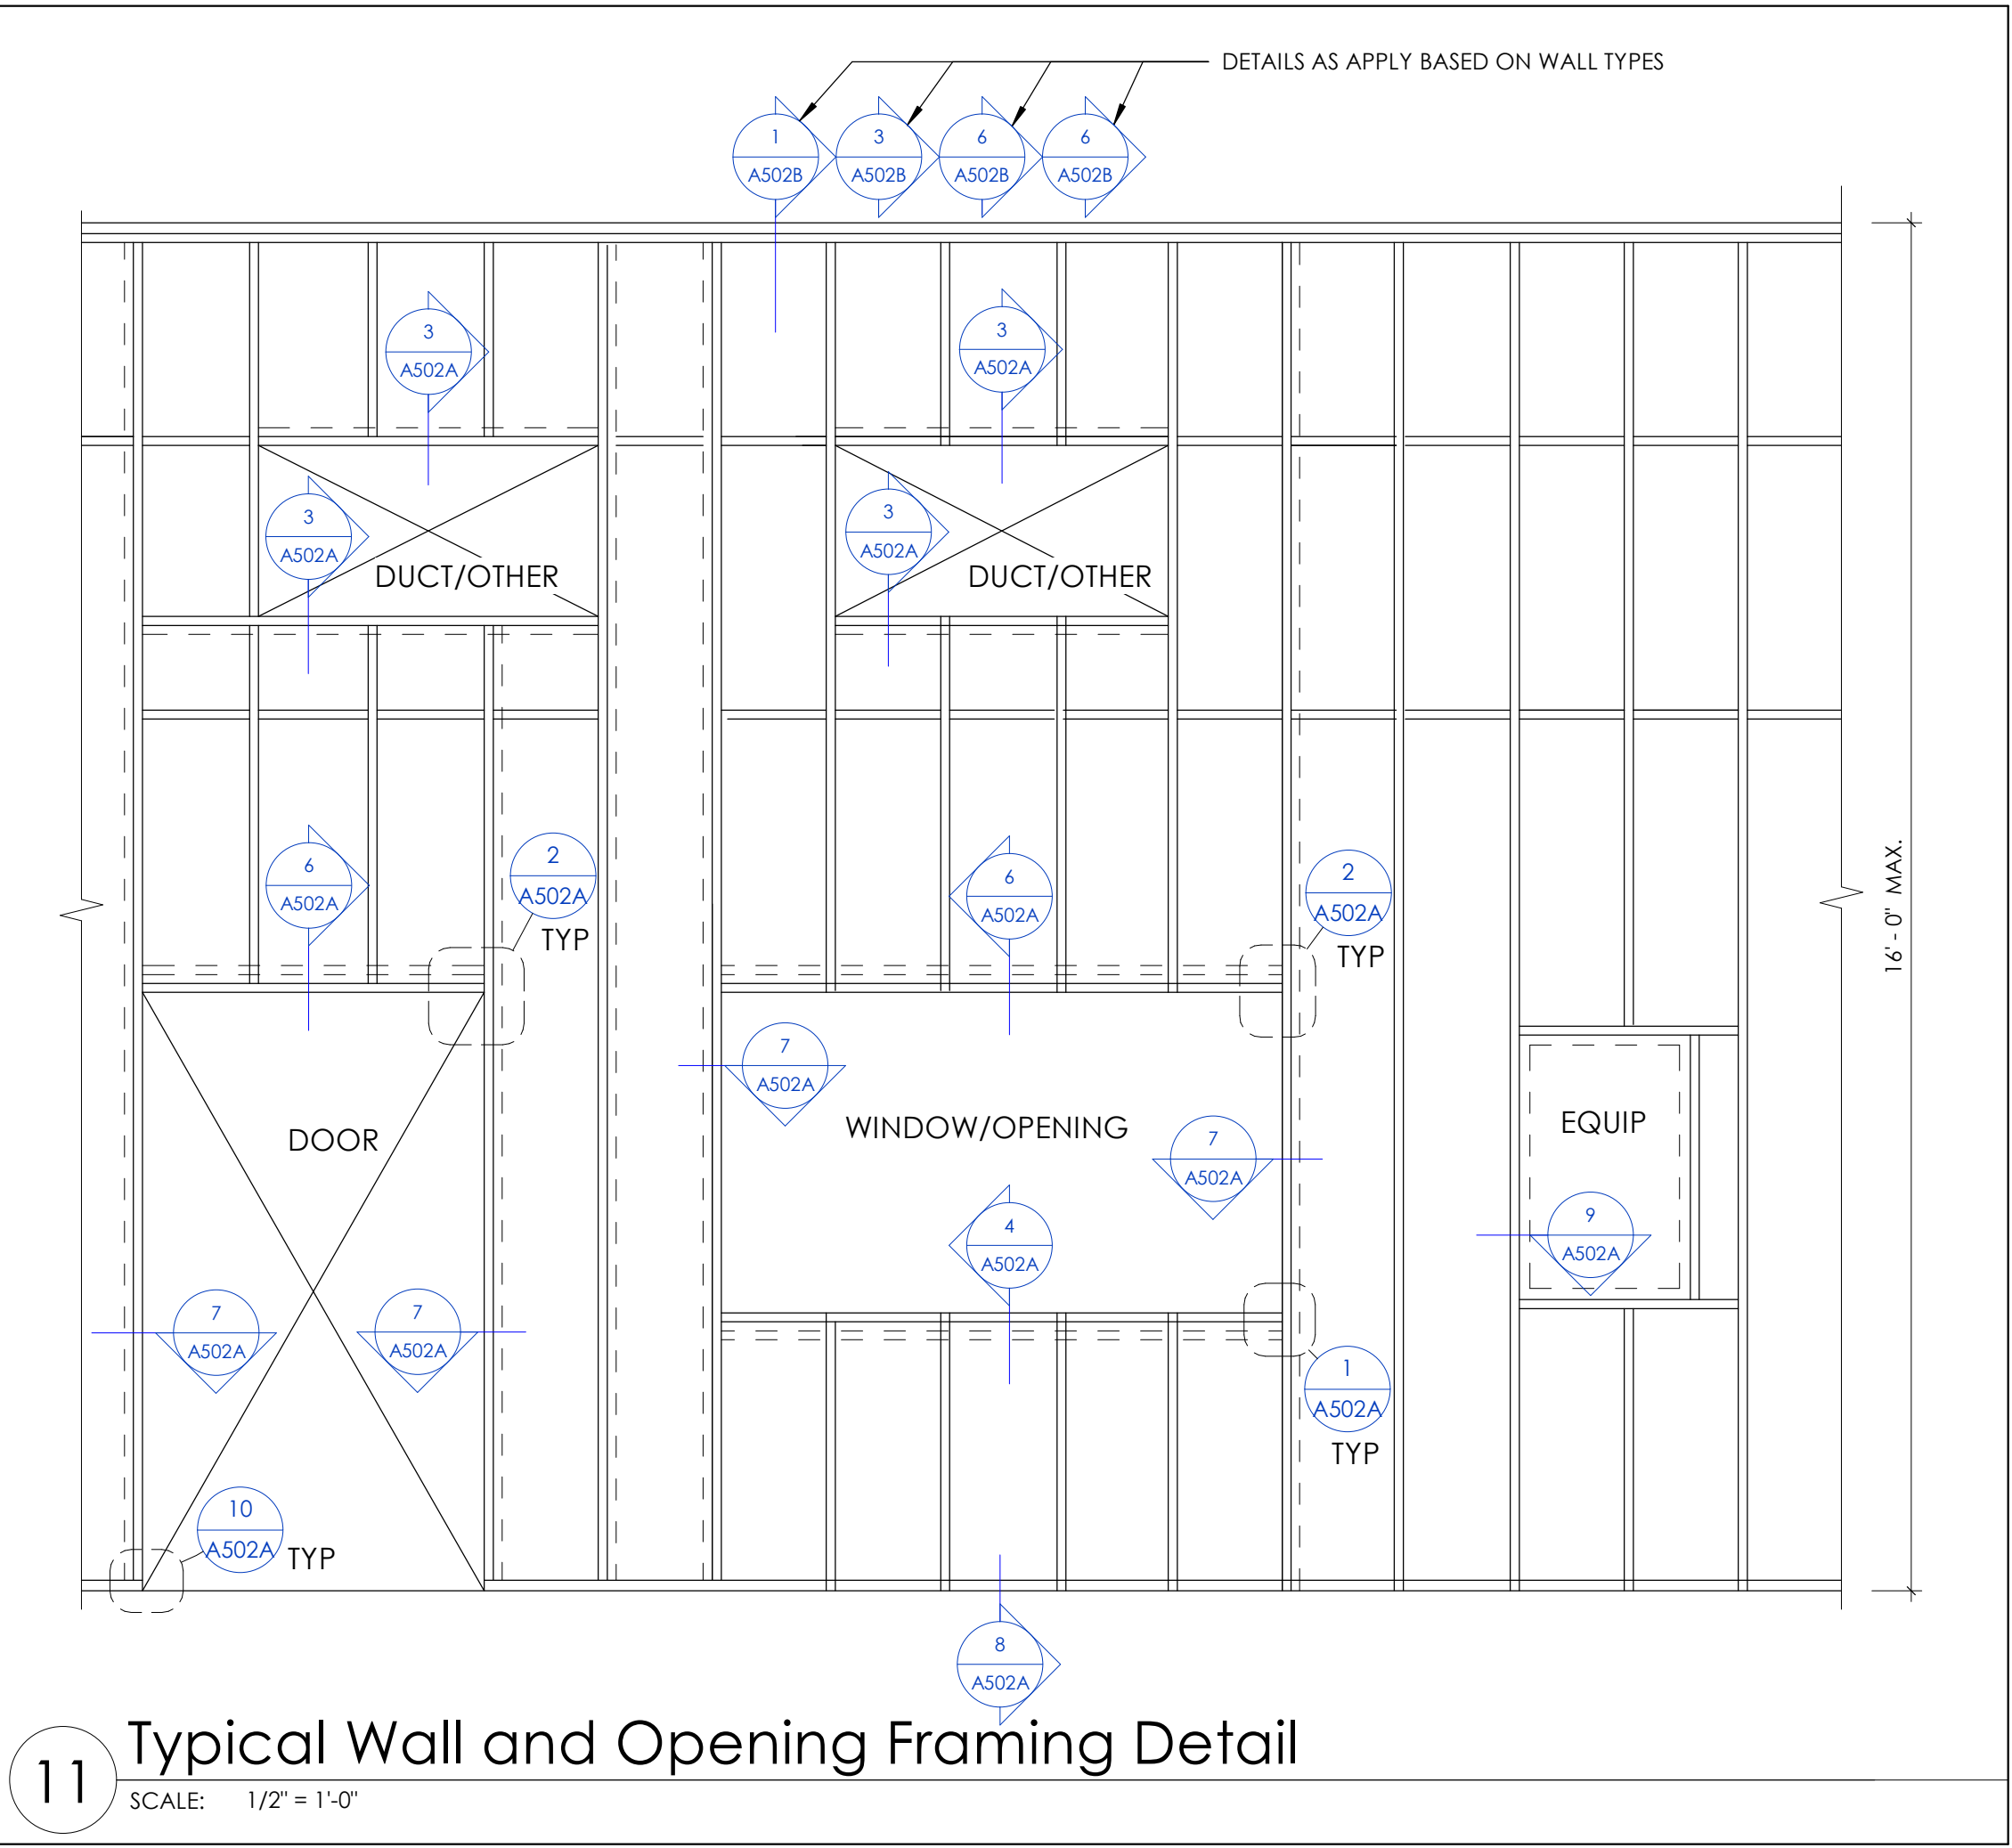 DETAILS AS APPLY BASED ON WALL TYPES
1
A502B
3
A502B
6
A502B
6
A502B
3
A502A
3
A502A
3
A502A
DUCT/OTHER
3
A502A
DUCT/OTHER
6
A502A
2
A502A
TYP
6
A502A
2
A502A
TYP
16' - 0" MAX.
7
A502A
DOOR
WINDOW/OPENING
7
A502A
EQUIP
4
A502A
9
A502A
7
A502A
7
A502A
1
A502A
TYP
10
A502A
TYP
8
A502A
11
Typical Wall and Opening Framing Detail
SCALE: 1/2" = 1'-0"